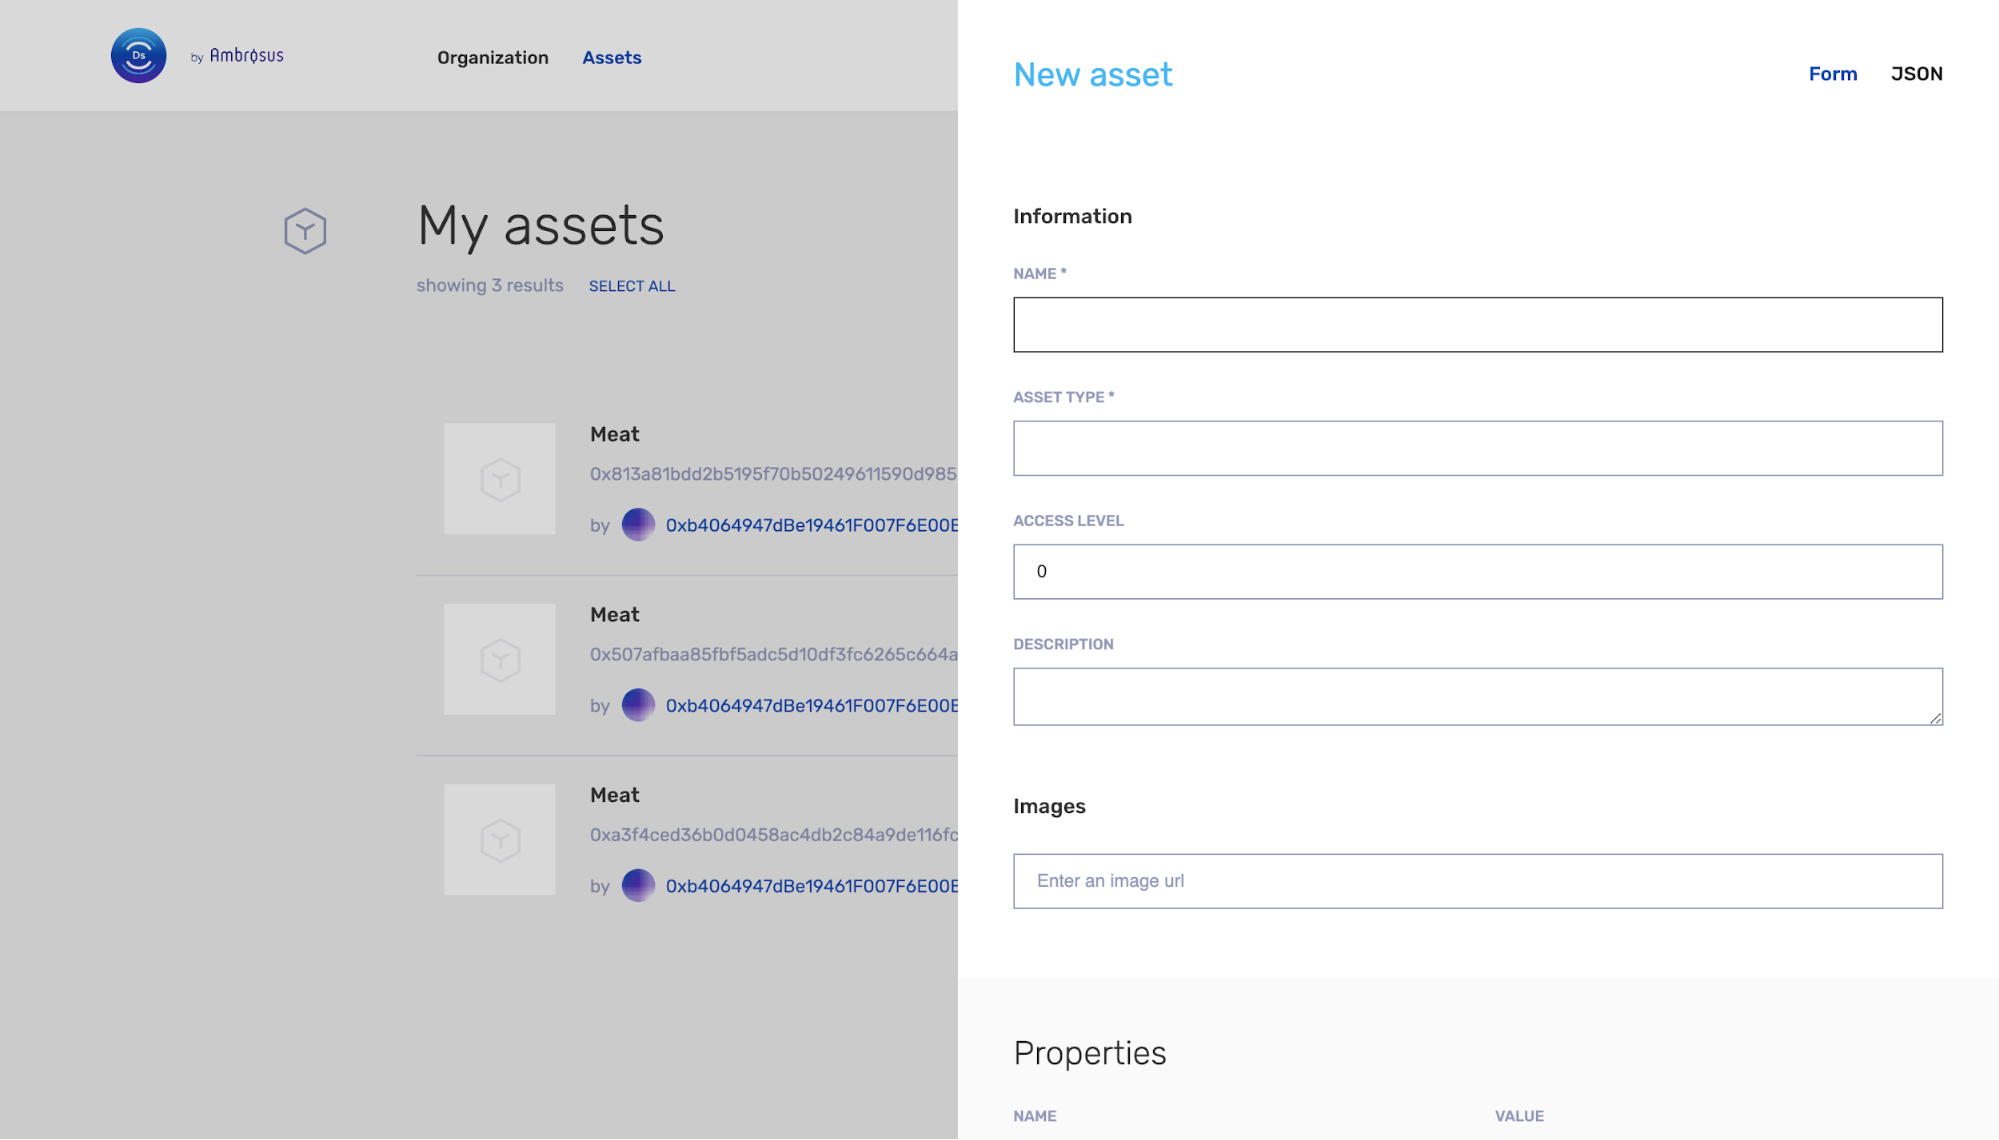 Ds
by Ambrosus
Organization
Assets
My assets
showing 3 results
SELECT ALL
Meat
0x813a81bdd2b5195f70b50249611590d985
by 0xb4064947dBe19461F007F6E00E
Meat
0x507afbaa85fbf5adc5d10df3fc6265c664a
by 0xb4064947dBe19461F007F6E00E
Meat
0xa3f4ced36b0d0458ac4db2c84a9de116fc
by 0xb4064947dBe19461F007F6E00E
New asset
Form
JSON
Information
NAME *
ASSET TYPE *
ACCESS LEVEL
0
DESCRIPTION
Images
Enter an image url
Properties
NAME
VALUE